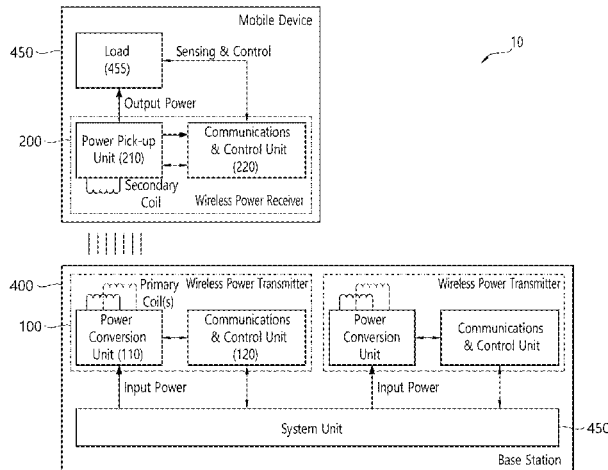 Mobile Device
10
450
Load
(455)
Sensing & Control
Output Power
200
Power Pick-up
Unit (210)
Communications
& Control Unit
(220)
Secondary
Coil
Wireless Power Receiver
400
Primary
Coil(s)
Wireless Power Transmitter
Wireless Power Transmitter
100
Power
Conversion
Unit (110)
Communications
& Control Unit
(120)
Power
Conversion
Unit
Communications
& Control Unit
Input Power
Input Power
System Unit
450
Base Station